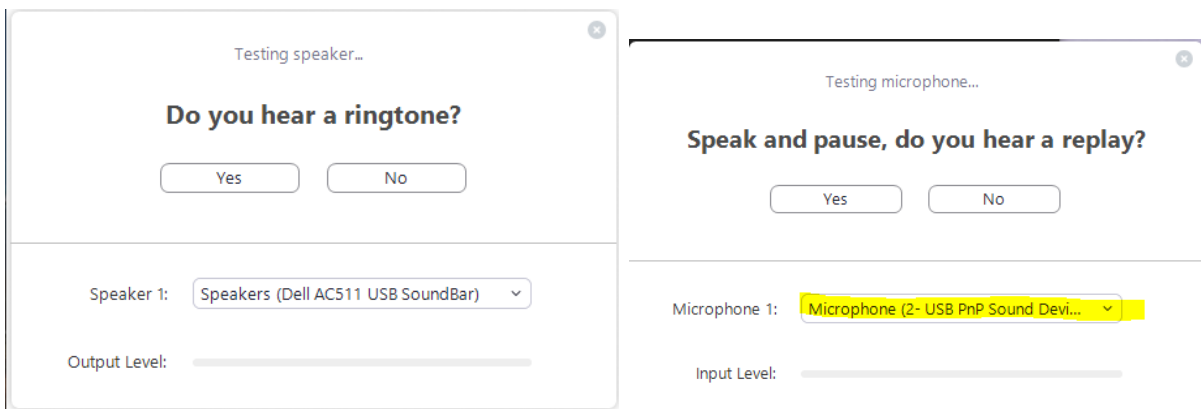 Testing speaker...
Do you hear a ringtone?
Yes No
Speaker 1: Speakers (Dell AC511 USB SoundBar)
Output Level:
Testing microphone...
Speak and pause, do you hear a replay?
Yes No
Microphone 1: Microphone (2- USB PnP Sound Devi...
Input Level: